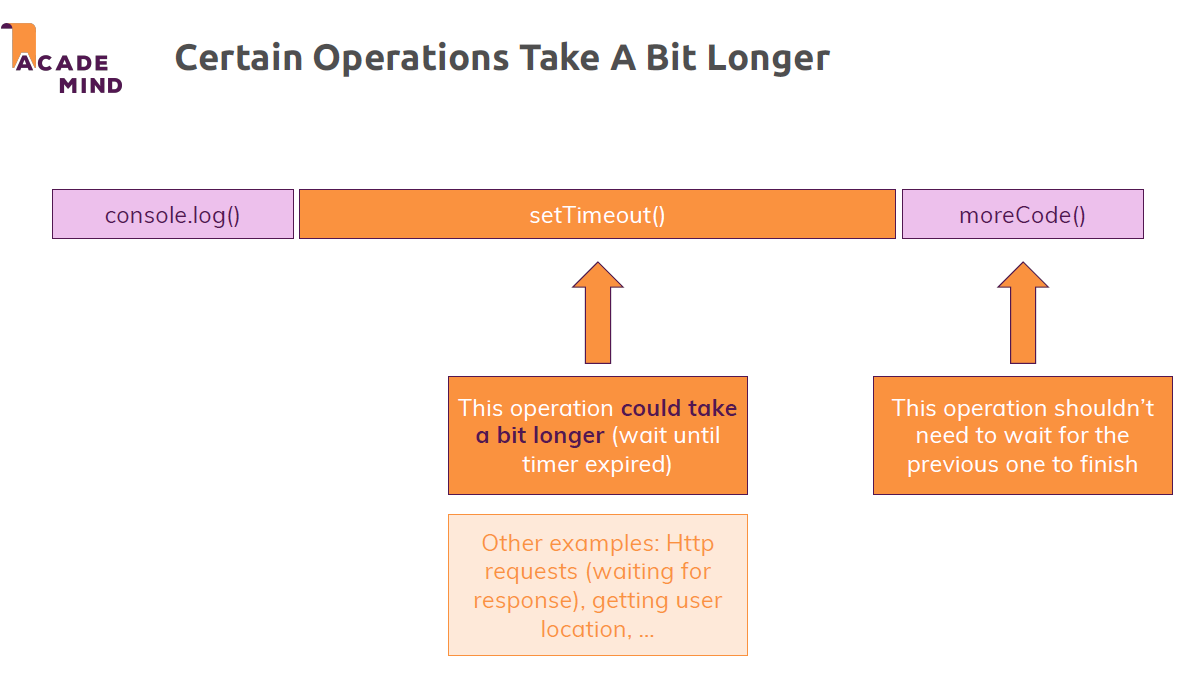 ACADE
MIND
Certain Operations Take A Bit Longer
console.log()
setTimeout()
moreCode()
This operation could take
a bit longer (wait until
timer expired)
This operation shouldn’t
need to wait for the
previous one to finish
Other examples: Http
requests (waiting for
response), getting user
location, ...